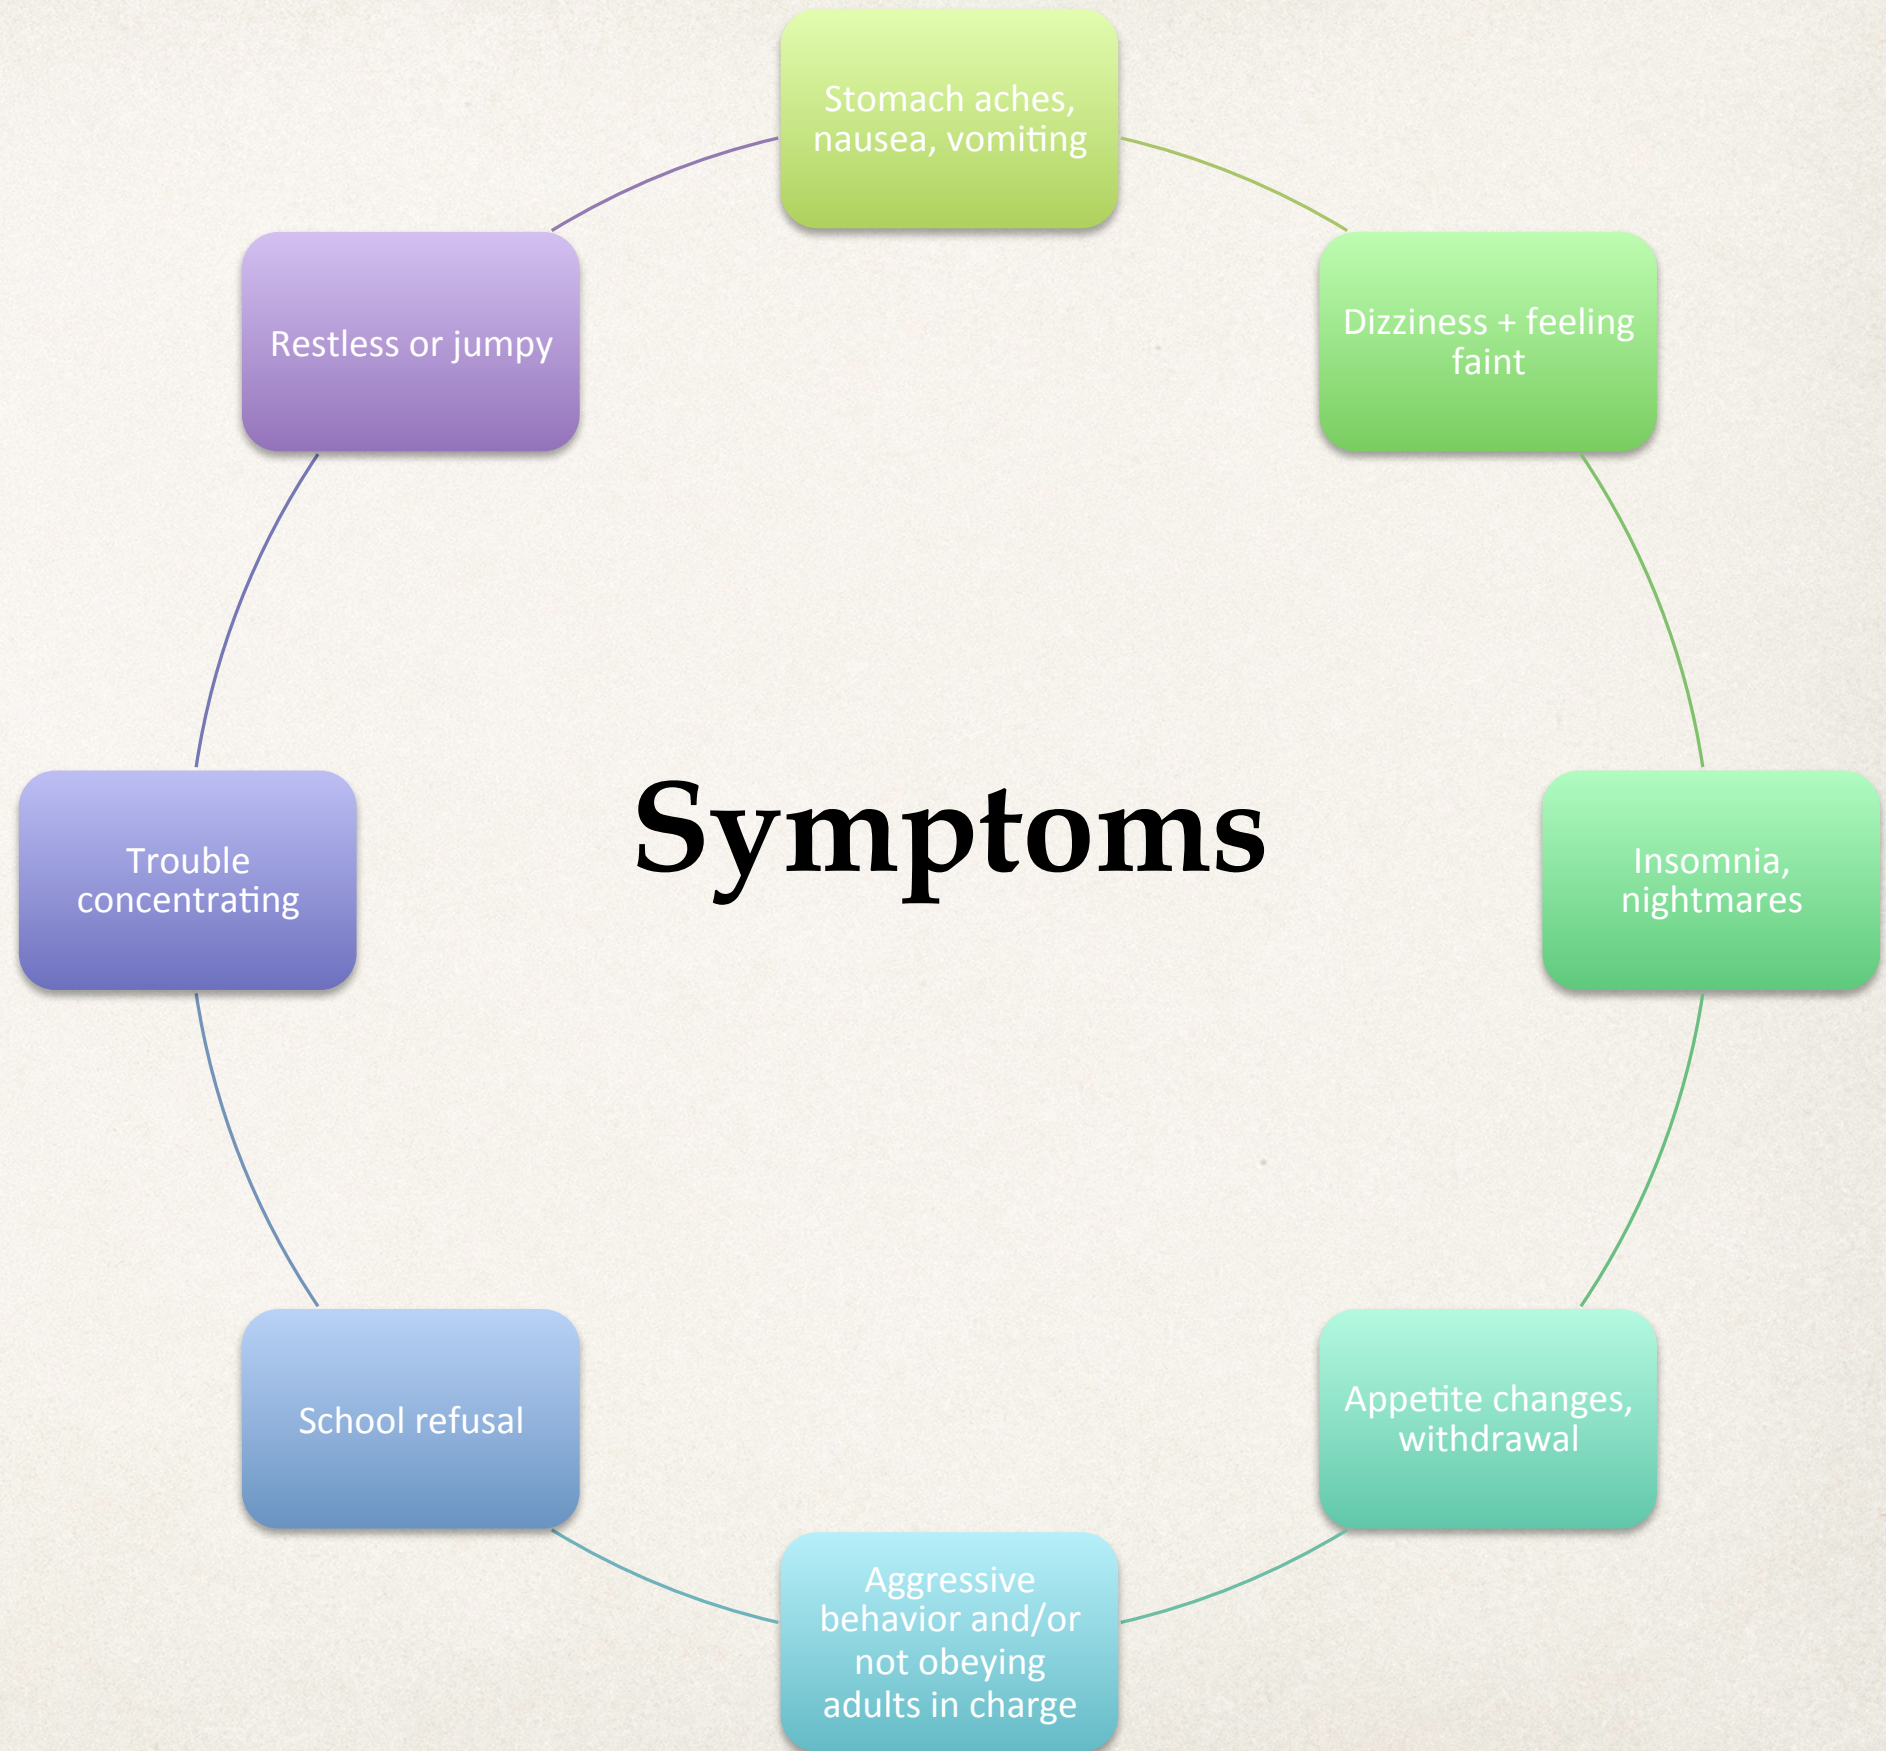 Stomach aches,
nausea, vomiting
Dizziness + feeling
faint
Insomnia,
nightmares
Appetite changes,
withdrawal
Aggressive
behavior and/or
not obeying
adults in charge
School refusal
Trouble
concentrating
Restless or jumpy
Symptoms